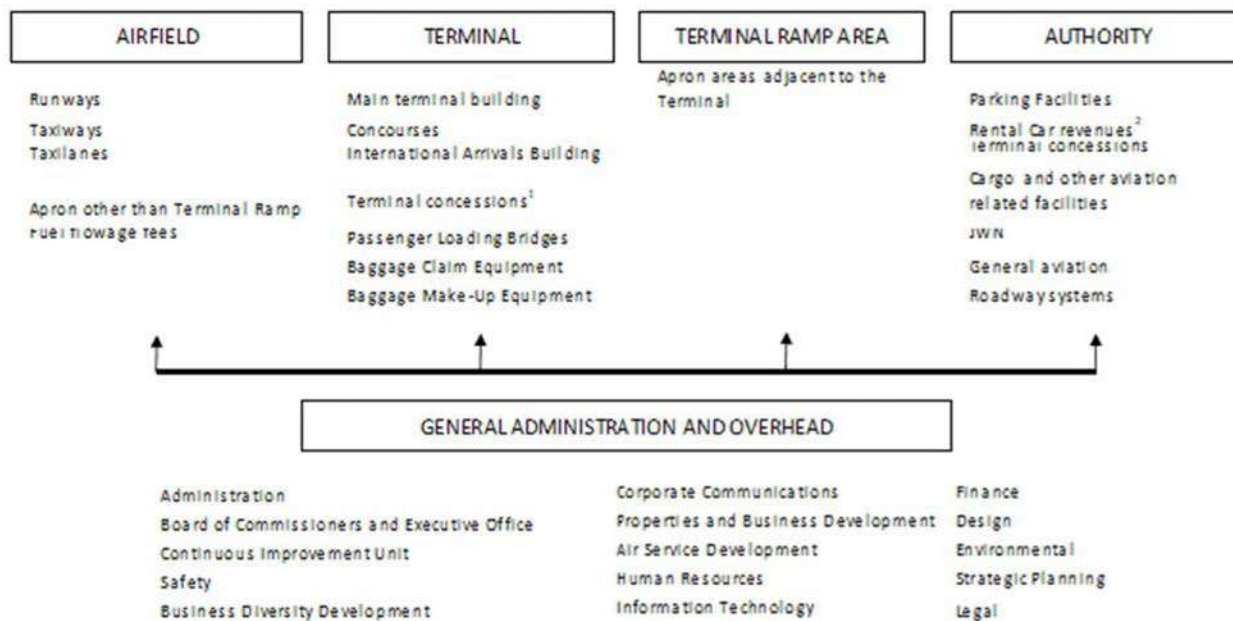 AIRFIELD
Runways
Taxiways
Taxilanes
Apron other than Terminal Ramp
Fuel flowage fees
TERMINAL
Main terminal building
Concourses
International Arrivals Building
Terminal concessions¹
Passenger Loading Bridges
Baggage Claim Equipment
Baggage Make-Up Equipment
TERMINAL RAMP AREA
Apron areas adjacent to the
Terminal
AUTHORITY
Parking Facilities
Rental Car revenues²
Terminal concessions
Cargo and other aviation
related facilities
JWN
General aviation
Roadway systems
GENERAL ADMINISTRATION AND OVERHEAD
Administration
Board of Commissioners and Executive Office
Continuous Improvement Unit
Safety
Business Diversity Development
Corporate Communications
Properties and Business Development
Air Service Development
Human Resources
Information Technology
Finance
Design
Environmental
Strategic Planning
Legal